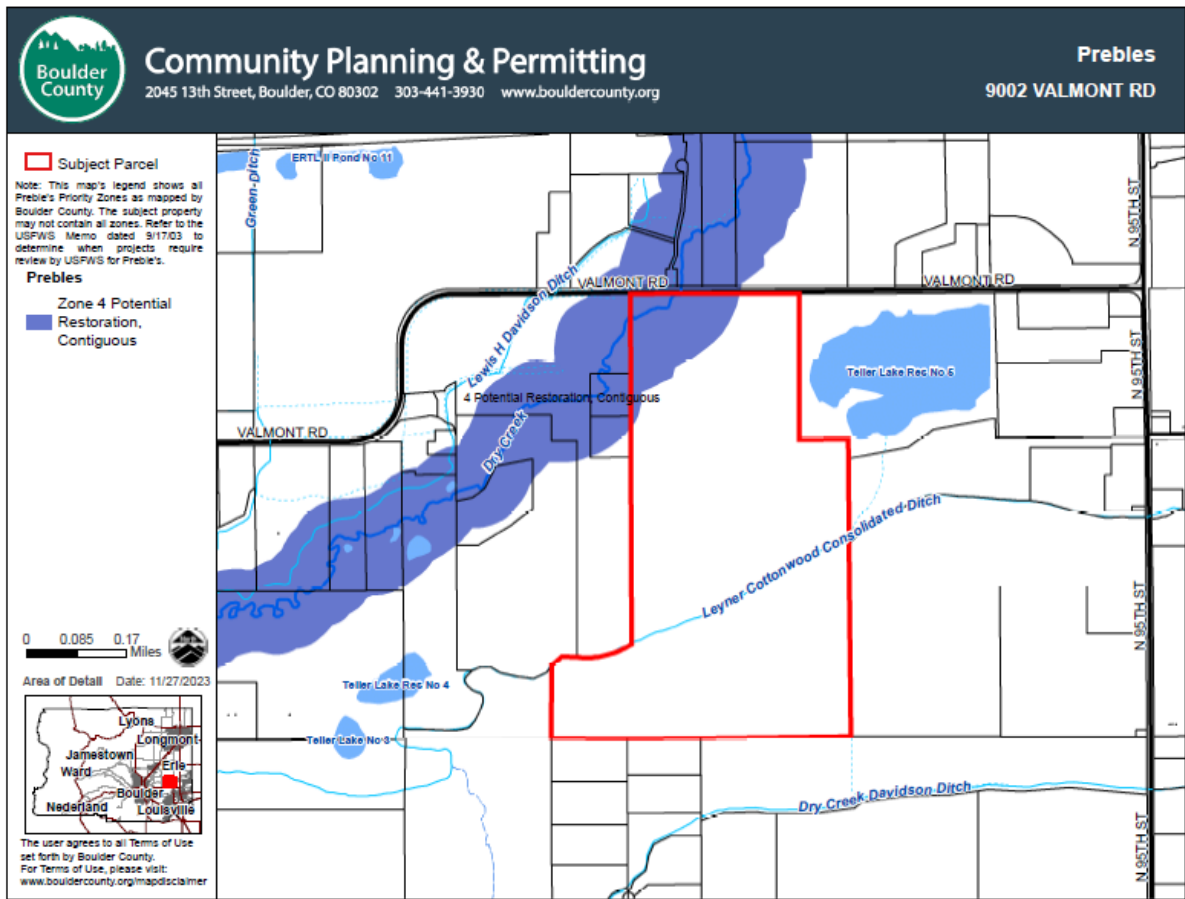 Boulder
County
Community Planning & Permitting
2045 13th Street, Boulder, CO 80302 303-441-3930 www.bouldercounty.org
Prebles
9002 VALMONT RD
Subject Parcel
Note: This map's legend shows all
Preble's Priority Zones as mapped by
Boulder County. The subject property
may not contain all zones. Refer to the
USFWS Memo dated 9/17/03 to
determine when projects require
review by USFWS for Preble's.
Prebles
Zone 4 Potential
Restoration,
Contiguous
0 0.085 0.17
Miles
North
Area of Detail Date: 11/27/2023
Lyons
Longmont
Jamestown
Ward
Erie
Boulder
Nederland
Louisville
The user agrees to all Terms of Use
set forth by Boulder County.
For Terms of Use, please visit:
www.bouldercounty.org/mapdisclaimer
ERTL II Pond No 11
Green-Ditch
N 95TH ST
Lewis H Davidson Ditch
VALMONT RD
VALMONT RD
N 95TH ST
Teller Lake Res No 5
4 Potential Restoration, Contiguous
VALMONT RD
Dry Creek
Leyner Cottonwood Consolidated Ditch
N 95TH ST
Teller Lake Res No 4
Teller Lake No 3
Dry Creek Davidson Ditch
N 95TH ST